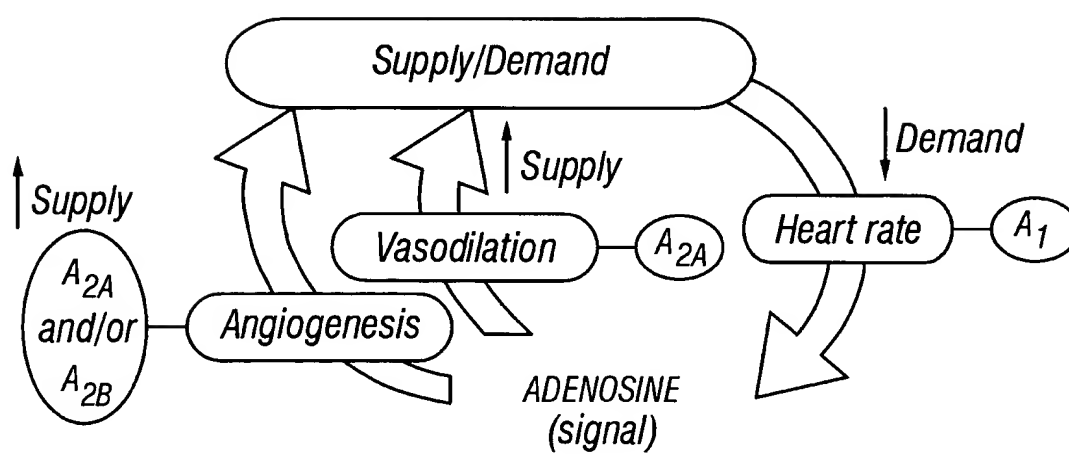 Supply/Demand
↑ Supply
↑ Supply
↓ Demand
A2A
and/or
A2B
Angiogenesis
Vasodilation
A2A
Heart rate
A1
ADENOSINE
(signal)